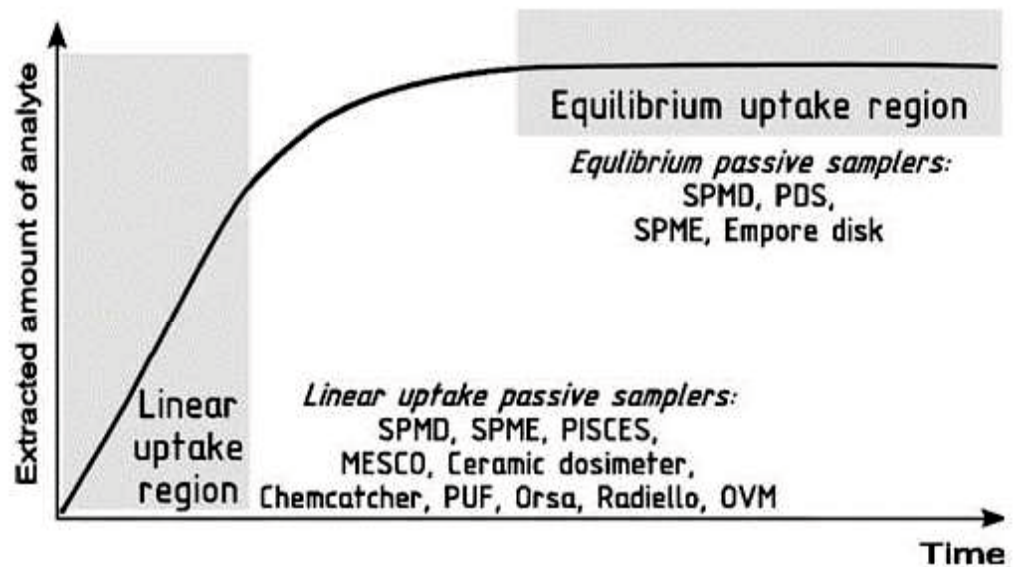 Extracted amount of analyte
Equilibrium uptake region
Equlibrium passive samplers:
SPMD, PDS,
SPME, Empore disk
Linear
uptake
region
Linear uptake passive samplers:
SPMD, SPME, PISCES,
MESCO, Ceramic dosimeter,
Chemcatcher, PUF, Orsa, Radiello, OVM
Time